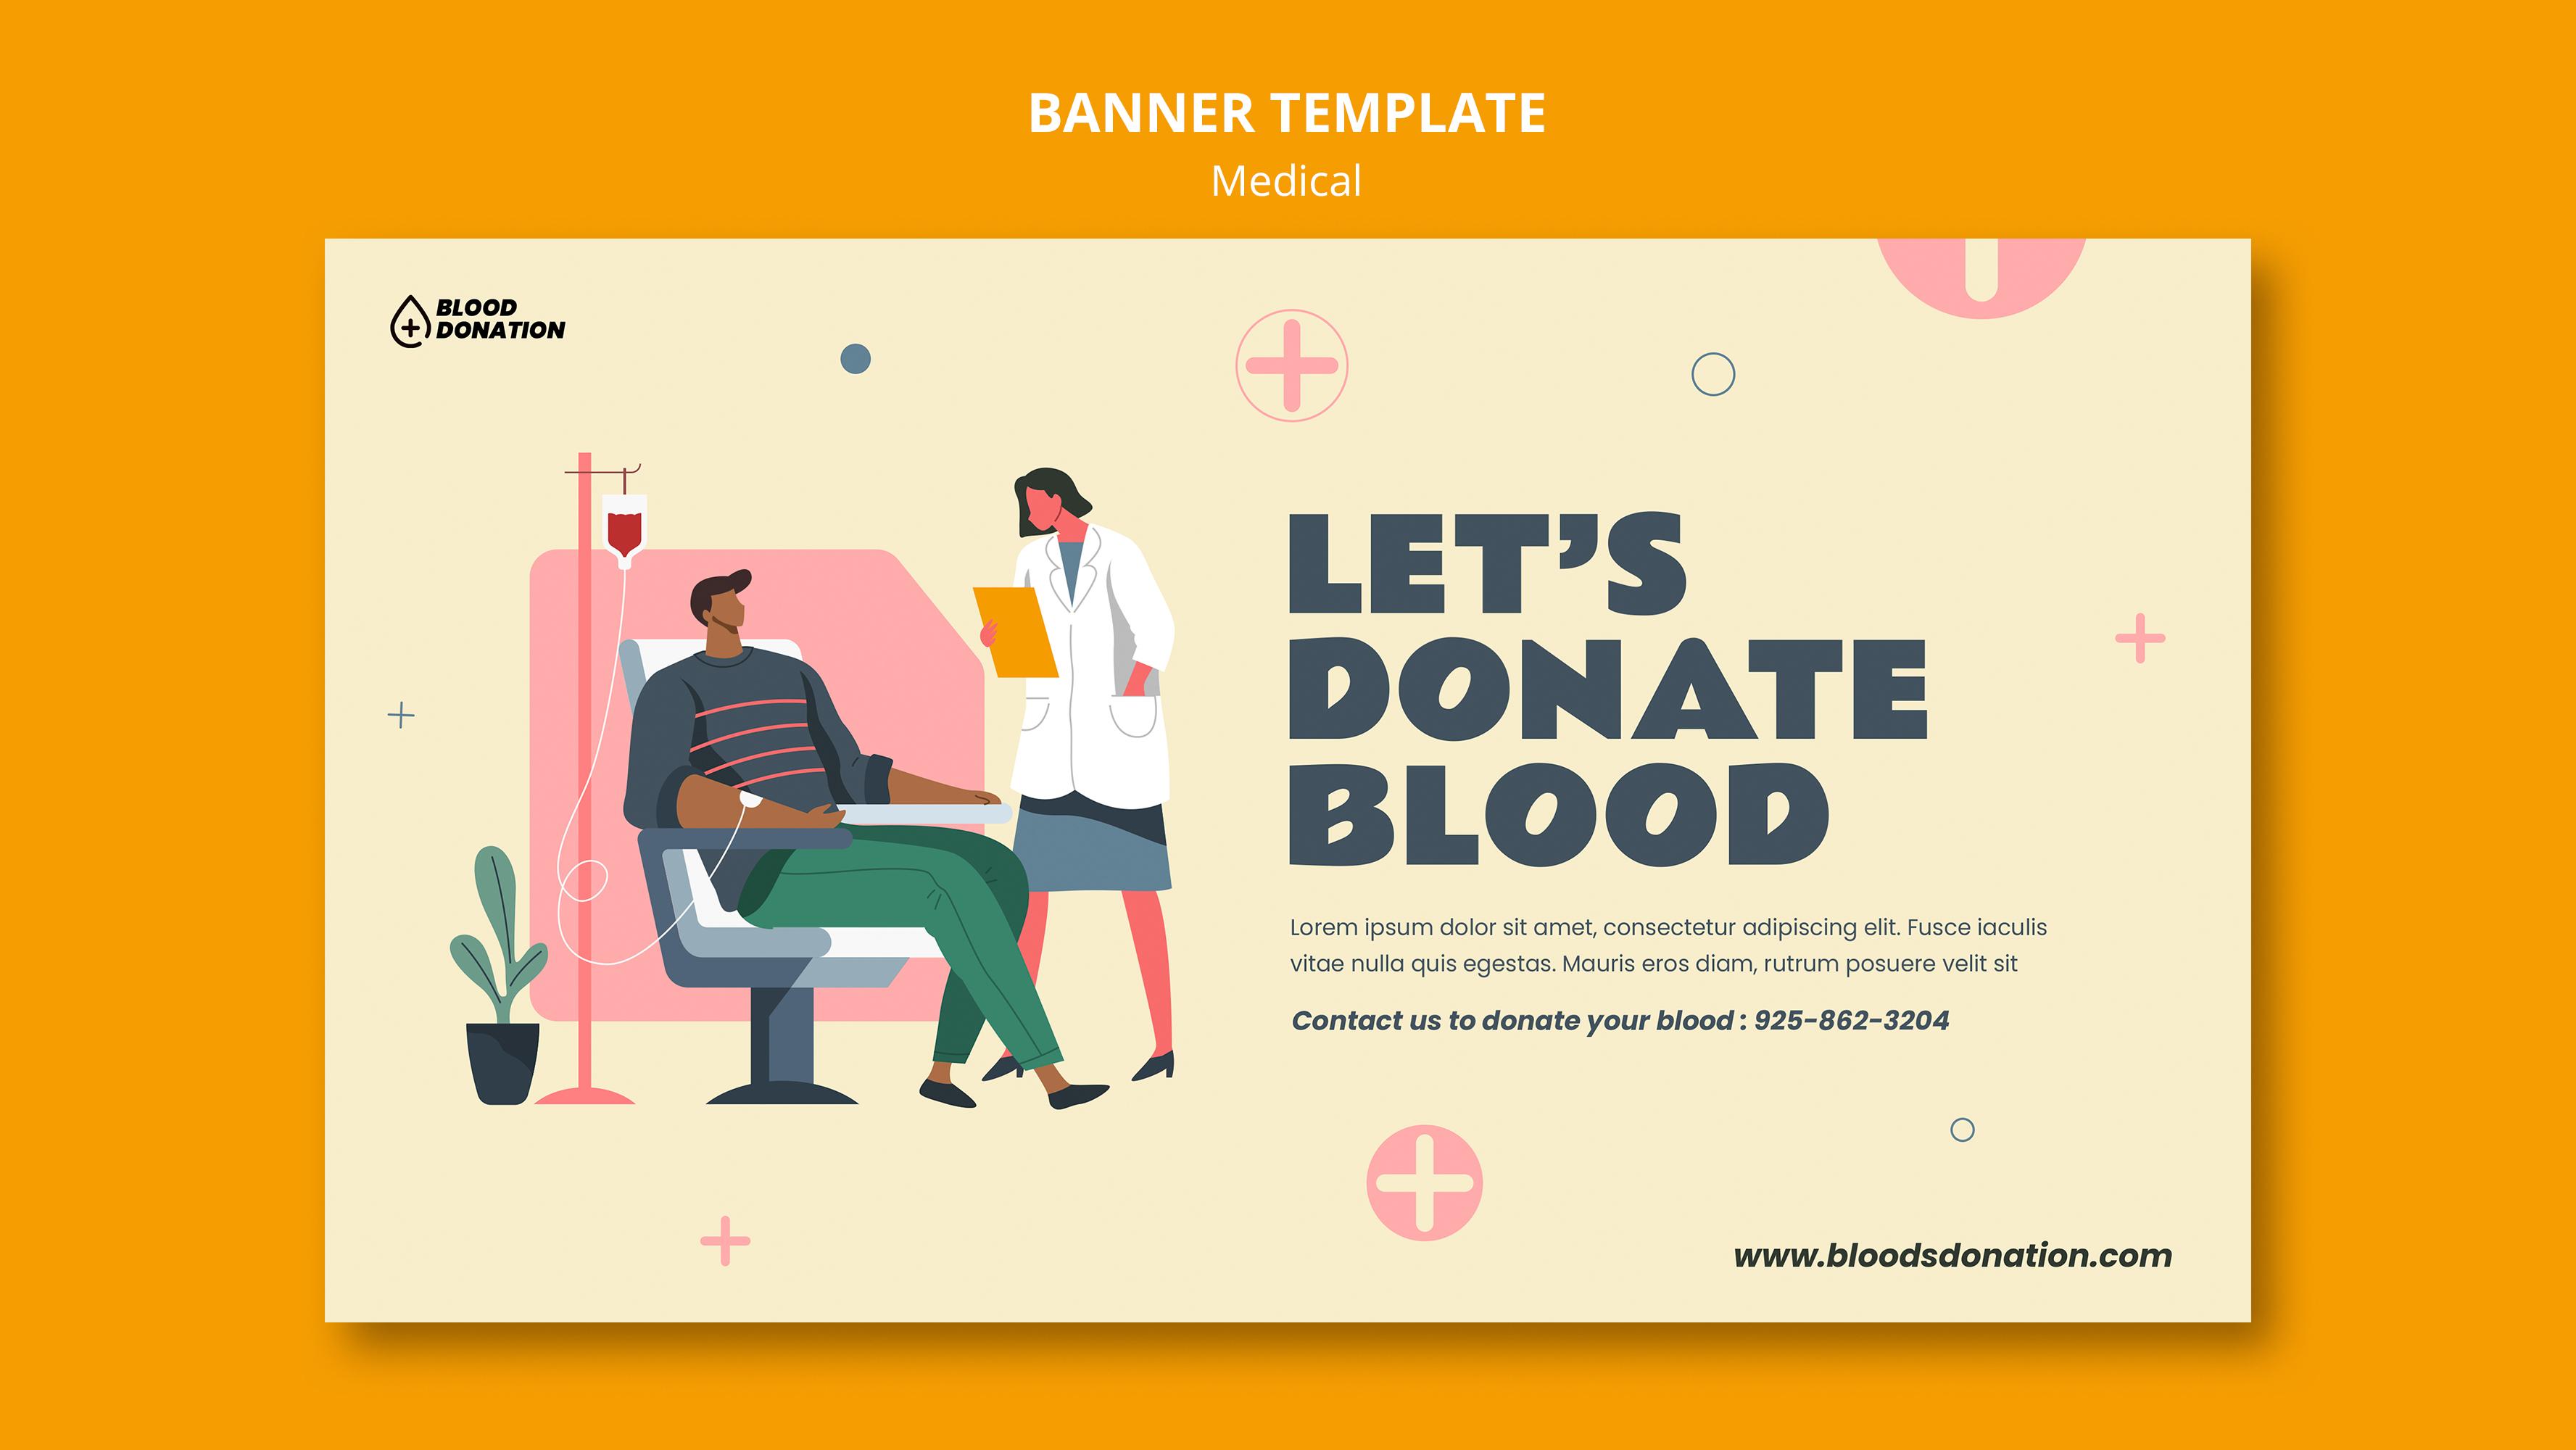 BANNER TEMPLATE
Medical
BLOOD
DONATION
LET’S
DONATE
BLOOD
Lorem ipsum dolor sit amet, consectetur adipiscing elit. Fusce iaculis
vitae nulla quis egestas. Mauris eros diam, rutrum posuere velit sit
Contact us to donate your blood : 925-862-3204
www.bloodsdonation.com